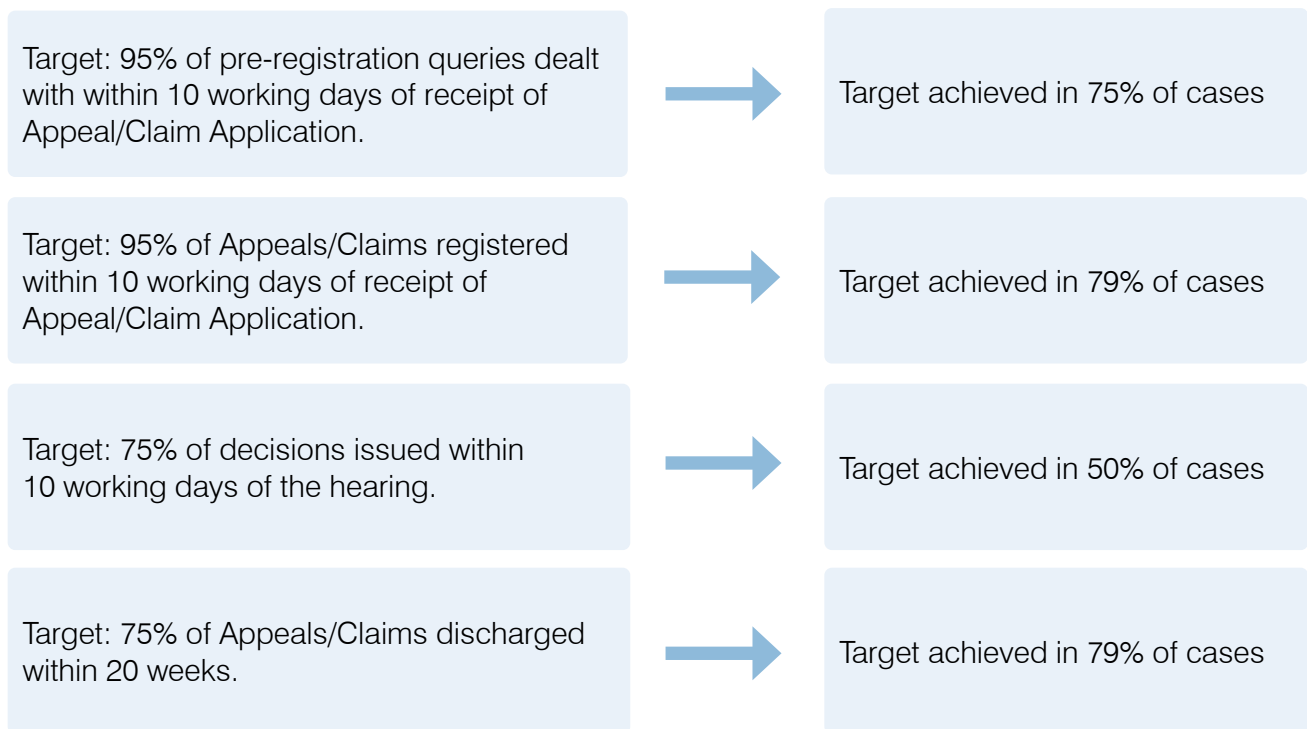 Target: 95% of pre-registration queries dealt
with within 10 working days of receipt of
Appeal/Claim Application.
Target achieved in 75% of cases
Target: 95% of Appeals/Claims registered
within 10 working days of receipt of
Appeal/Claim Application.
Target achieved in 79% of cases
Target: 75% of decisions issued within
10 working days of the hearing.
Target achieved in 50% of cases
Target: 75% of Appeals/Claims discharged
within 20 weeks.
Target achieved in 79% of cases